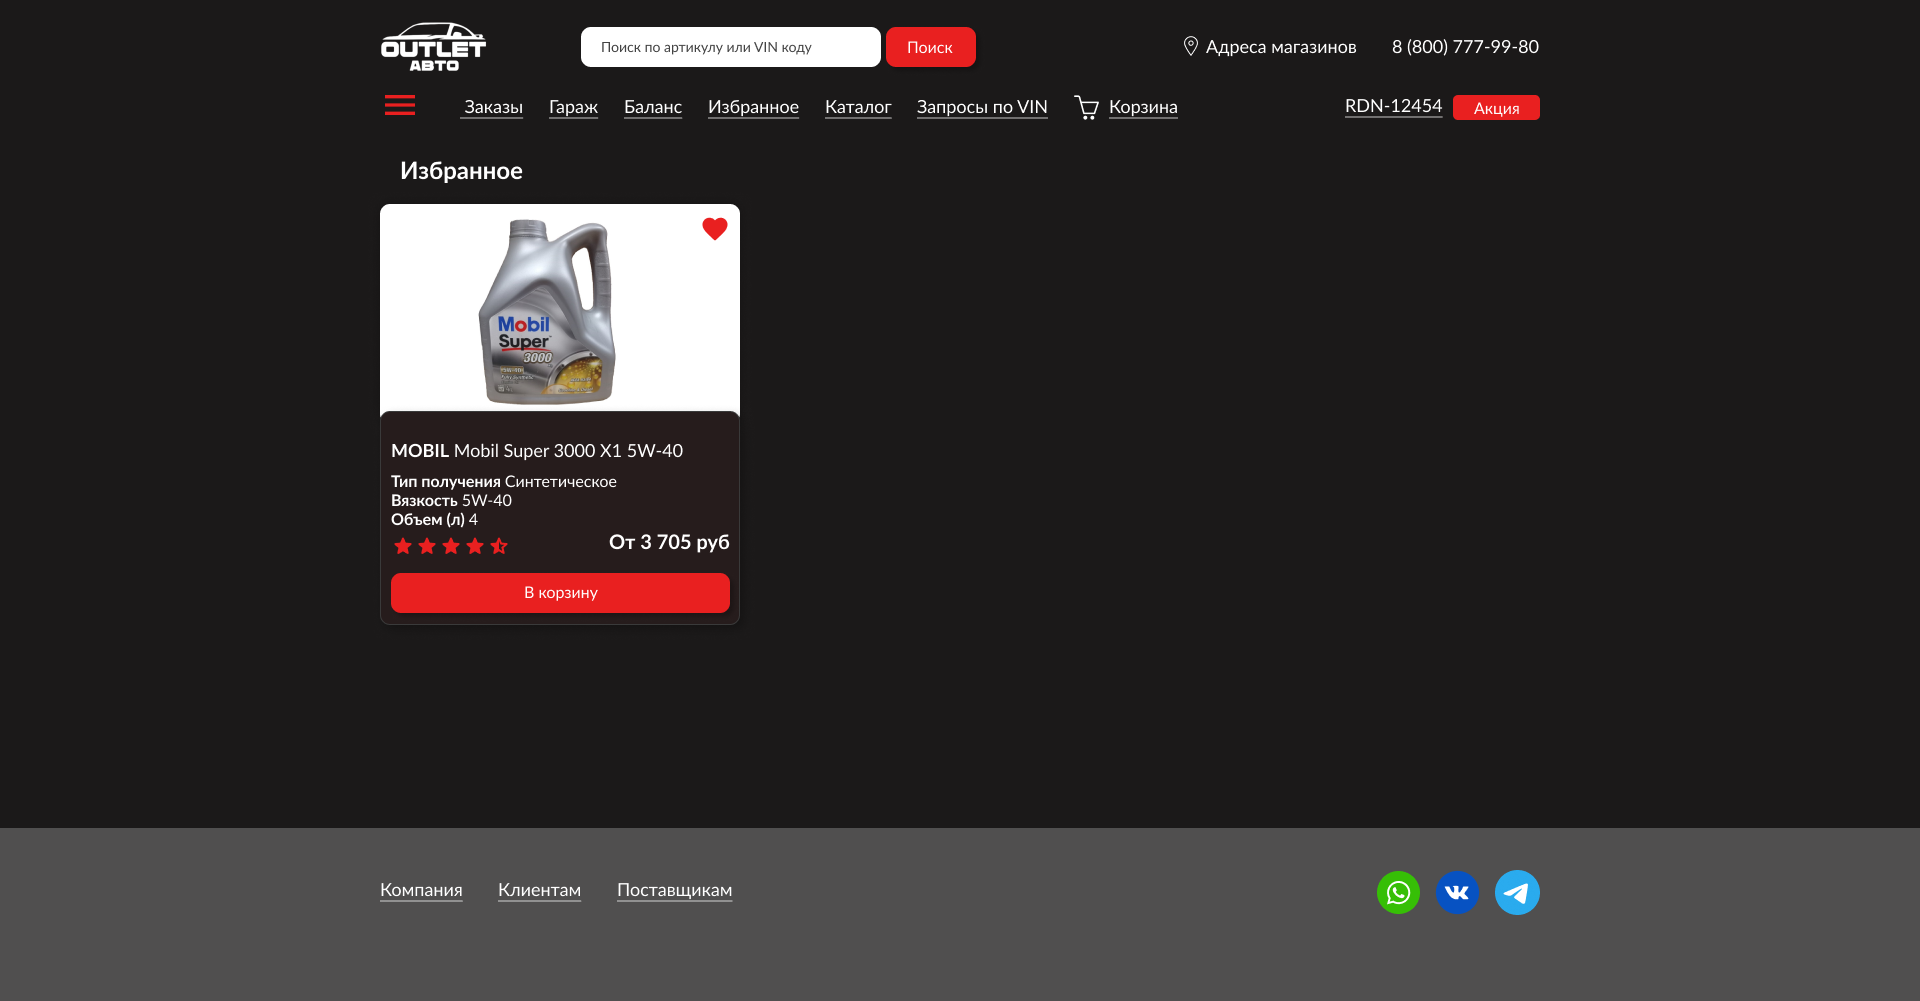 OUTLET
АВТО
Поиск по артикулу или VIN коду
Поиск
Адреса магазинов
8 (800) 777-99-80
Заказы
Гараж
Баланс
Избранное
Каталог
Запросы по VIN
Корзина
RDN-12454
Акция
Избранное
Mobil
Super
3000
MOBIL Mobil Super 3000 X1 5W-40
Тип получения Синтетическое
Вязкость 5W-40
Объем (л) 4
От 3 705 руб
В корзину
Компания
Клиентам
Поставщикам